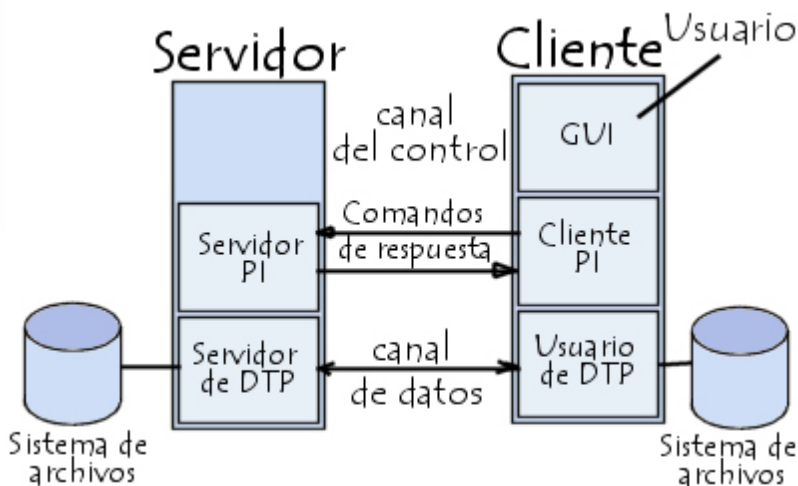 Servidor
Cliente
Usuario
canal
del control
GUI
Comandos
de respuesta
Servidor
PI
Cliente
PI
Servidor
de DTP
canal
de datos
Usuario
de DTP
Sistema de
archivos
Sistema de
archivos